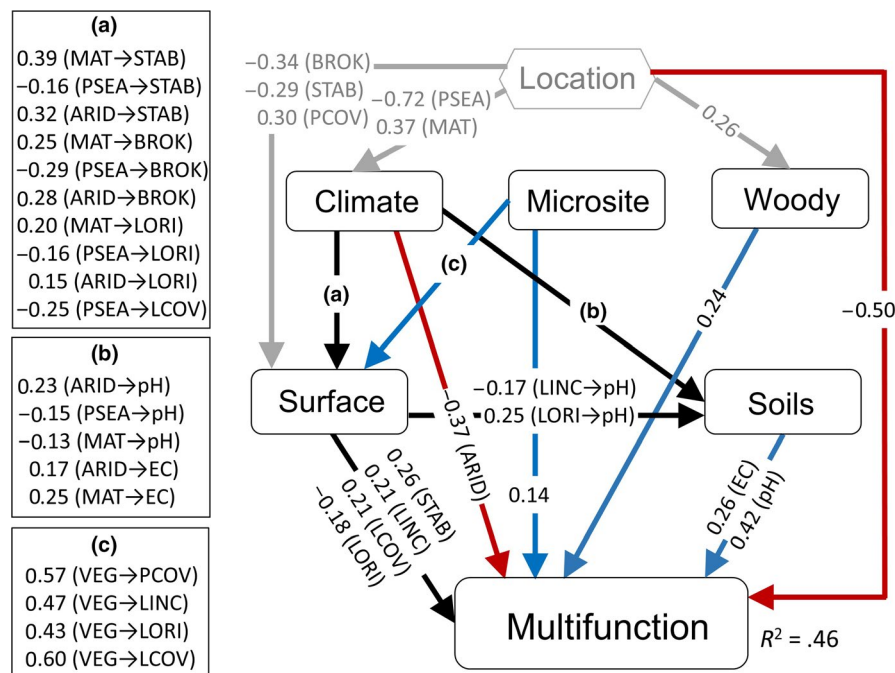 (a)
0.39 (MAT→STAB)
−0.16 (PSEA→STAB)
0.32 (ARID→STAB)
0.25 (MAT→BROK)
−0.29 (PSEA→BROK)
0.28 (ARID→BROK)
0.20 (MAT→LORI)
−0.16 (PSEA→LORI)
0.15 (ARID→LORI)
−0.25 (PSEA→LCOV)
(b)
0.23 (ARID→pH)
−0.15 (PSEA→pH)
−0.13 (MAT→pH)
0.17 (ARID→EC)
0.25 (MAT→EC)
(c)
0.57 (VEG→PCOV)
0.47 (VEG→LINC)
0.43 (VEG→LORI)
0.60 (VEG→LCOV)
Location
−0.34 (BROK)
−0.29 (STAB)
0.30 (PCOV)
−0.72 (PSEA)
0.37 (MAT)
0.26
Climate
Microsite
Woody
(a)
(c)
(b)
0.24
−0.50
Surface
−0.17 (LINC→pH)
0.25 (LORI→pH)
Soils
0.26 (STAB)
0.21 (LINC)
0.21 (LCOV)
−0.18 (LORI)
−0.37 (ARID)
0.14
0.26 (EC)
0.42 (pH)
Multifunction
R² = .46